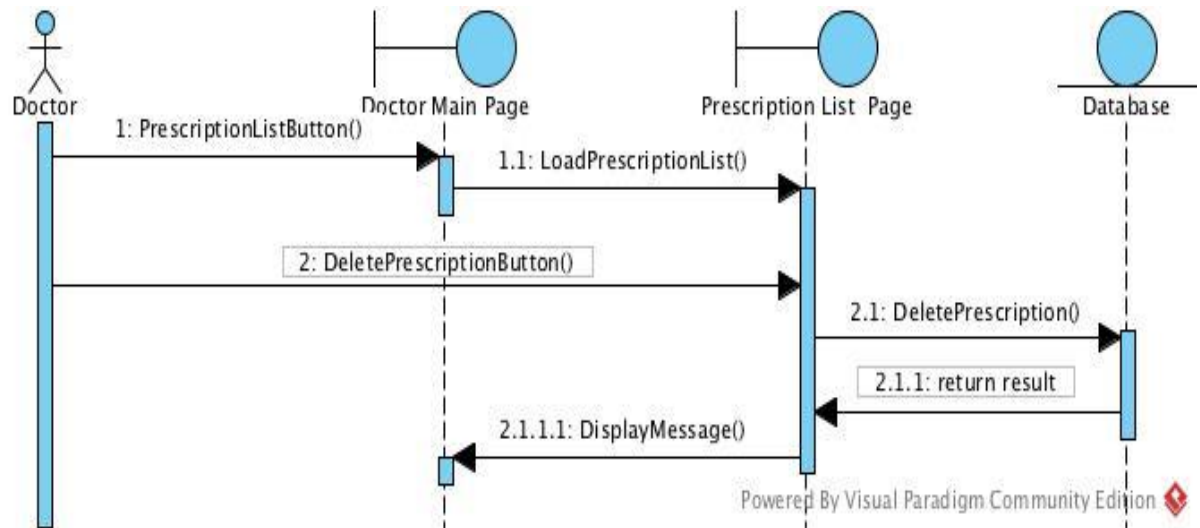 Doctor
Doctor Main Page
Prescription List Page
Database
1: PrescriptionListButton()
1.1: LoadPrescriptionList()
2: DeletePrescriptionButton()
2.1: DeletePrescription()
2.1.1: return result
2.1.1.1: DisplayMessage()
Powered By Visual Paradigm Community Edition